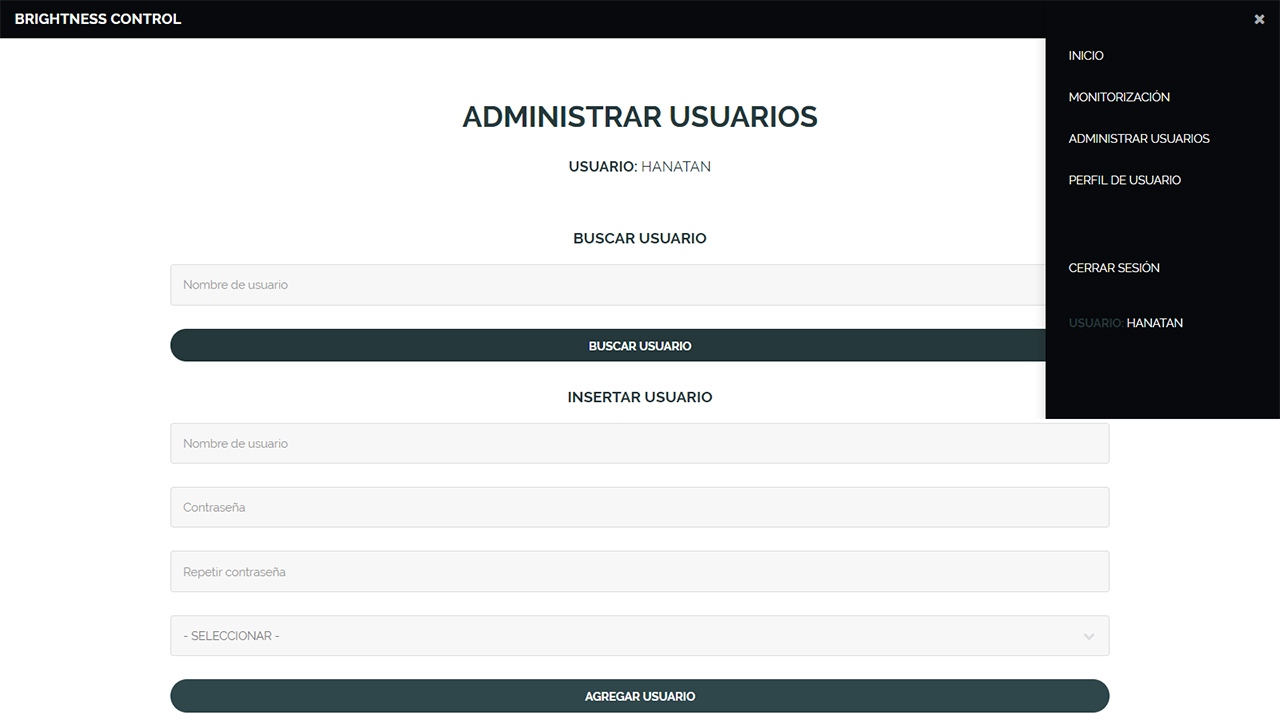 BRIGHTNESS CONTROL
INICIO
MONITORIZACIÓN
ADMINISTRAR USUARIOS
PERFIL DE USUARIO
CERRAR SESIÓN
USUARIO: HANATAN
ADMINISTRAR USUARIOS
USUARIO: HANATAN
BUSCAR USUARIO
Nombre de usuario
BUSCAR USUARIO
INSERTAR USUARIO
Nombre de usuario
Contraseña
Repetir contraseña
- SELECCIONAR -
AGREGAR USUARIO